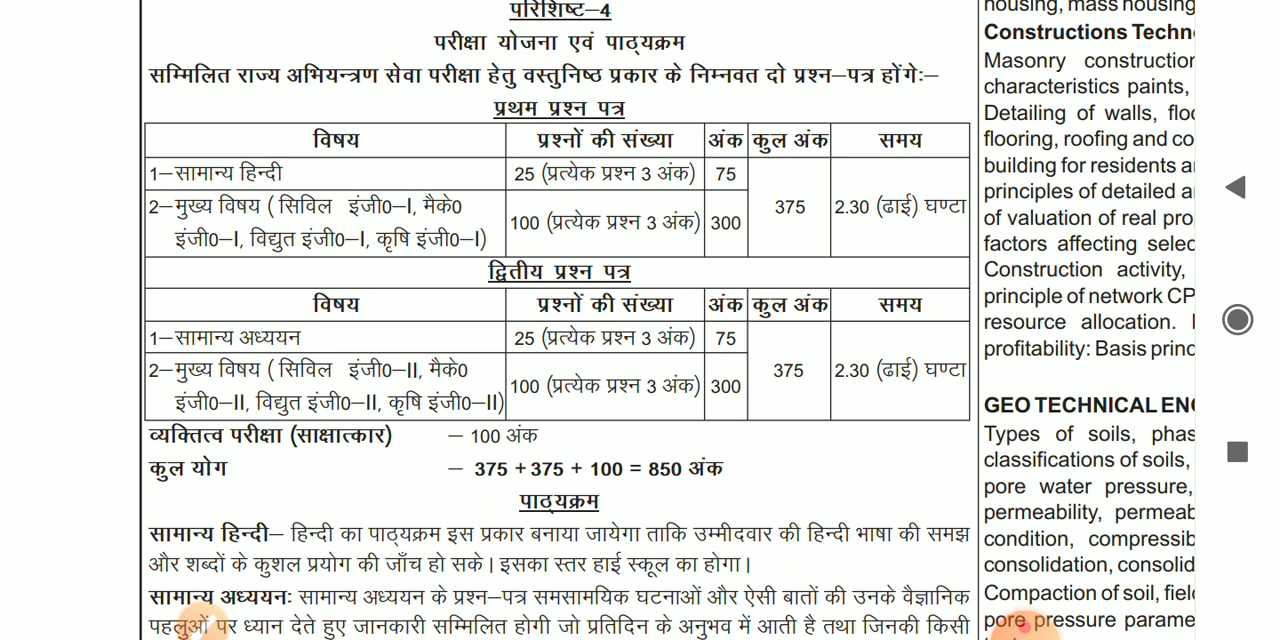 परिशिष्ट–4
परीक्षा योजना एवं पाठ्यक्रम
सम्मिलित राज्य अभियन्त्रण सेवा परीक्षा हेतु वस्तुनिष्ठ प्रकार के निम्नवत दो प्रश्न–पत्र होंगेः–
प्रथम प्रश्न पत्र
विषय प्रश्नों की संख्या अंक कुल अंक समय
1–सामान्य हिन्दी 25 (प्रत्येक प्रश्न 3 अंक) 75
2–मुख्य विषय ( सिविल इंजी0–I, मैके0
इंजी0–I, विद्युत इंजी0–I, कृषि इंजी0–I) 100 (प्रत्येक प्रश्न 3 अंक) 300 375 2.30 (ढाई) घण्टा
द्वितीय प्रश्न पत्र
विषय प्रश्नों की संख्या अंक कुल अंक समय
1–सामान्य अध्ययन 25 (प्रत्येक प्रश्न 3 अंक) 75
2–मुख्य विषय ( सिविल इंजी0–II, मैके0
इंजी0–II, विद्युत इंजी0–II, कृषि इंजी0–II) 100 (प्रत्येक प्रश्न 3 अंक) 300 375 2.30 (ढाई) घण्टा
व्यक्तित्व परीक्षा (साक्षात्कार) – 100 अंक
कुल योग – 375 + 375 + 100 = 850 अंक
पाठ्यक्रम
सामान्य हिन्दी– हिन्दी का पाठ्यक्रम इस प्रकार बनाया जायेगा ताकि उम्मीदवार की हिन्दी भाषा की समझ
और शब्दों के कुशल प्रयोग की जाँच हो सके। इसका स्तर हाई स्कूल का होगा।
सामान्य अध्ययनः सामान्य अध्ययन के प्रश्न–पत्र समसामयिक घटनाओं और ऐसी बातों की उनके वैज्ञानिक
पहलुओं पर ध्यान देते हुए जानकारी सम्मिलित होगी जो प्रतिदिन के अनुभव में आती है तथा जिनकी किसी
housing, mass housing
Constructions Techn
Masonry construction
characteristics paints,
Detailing of walls, floo
flooring, roofing and co
building for residents a
principles of detailed a
of valuation of real pro
factors affecting selec
Construction activity,
principle of network CP
resource allocation.
profitability: Basis princ
GEO TECHNICAL EN
Types of soils, phas
classifications of soils,
pore water pressure,
permeability, permeab
condition, compressib
consolidation, consolid
Compaction of soil, fiel
pore pressure parame